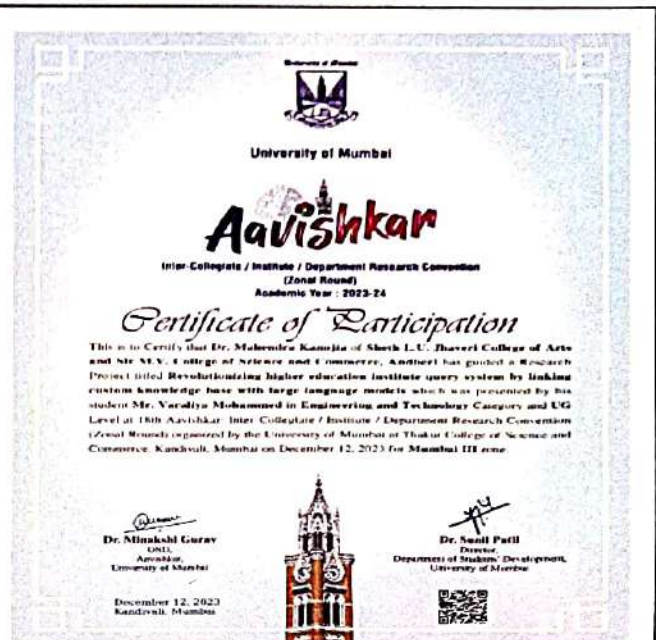 University of Mumbai
University of Mumbai
Aavishkar
Inter-Collegiate / Institute / Department Research Convention
(Zonal Round)
Academic Year : 2023-24
Certificate of Participation
This is to Certify that Dr. Mahendra Kanojia of Sheth L.U. Jhaveri College of Arts
and Sir M.V. College of Science and Commerce, Andheri has guided a Research
Project titled Revolutionizing higher education institute query system by linking
custom knowledge base with large language models which was presented by his
student Mr. Varaliya Mohammed in Engineering and Technology Category and UG
Level at 18th Aavishkar: Inter Collegiate / Institute / Department Research Convention
(Zonal Round) organized by the University of Mumbai at Thakur College of Science and
Commerce, Kandivali, Mumbai on December 12, 2023 for Mumbai III zone
Dr. Minakshi Gurav
OSD,
Aavishkar,
University of Mumbai
Dr. Sunil Patil
Director,
Department of Students' Development,
University of Mumbai
December 12, 2023
Kandivali, Mumbai